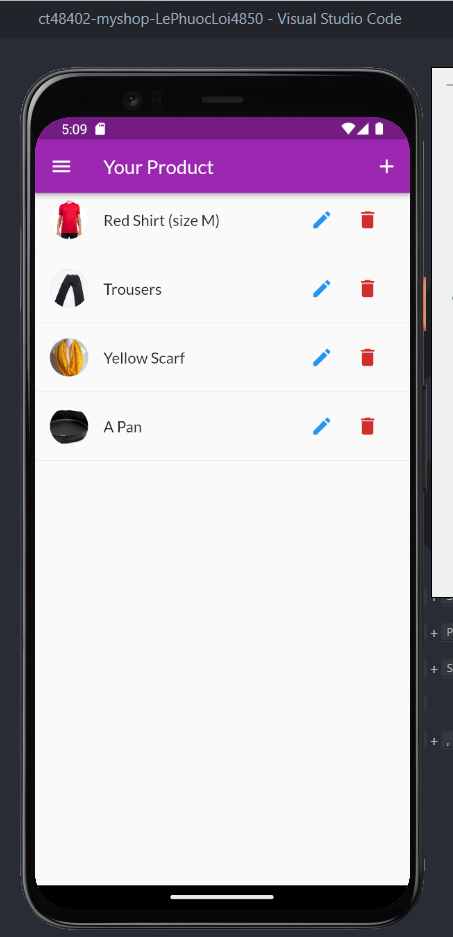 ct48402-myshop-LePhuocLoi4850 - Visual Studio Code
5:09
Your Product
Red Shirt (size M)
Trousers
Yellow Scarf
A Pan
+ P
+ S
+ ,